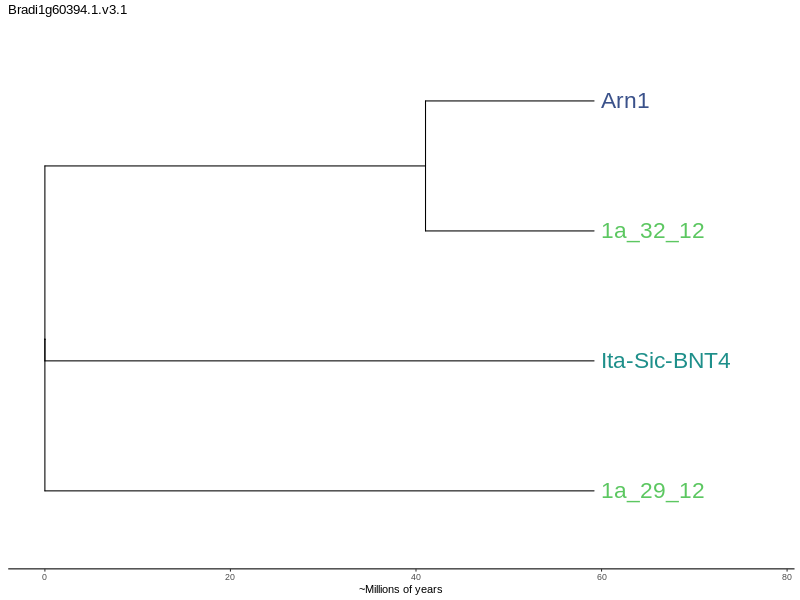 Bradi1g60394.1.v3.1
Arn1
1a_32_12
Ita-Sic-BNT4
1a_29_12
0 20 40 60 80
~Millions of years